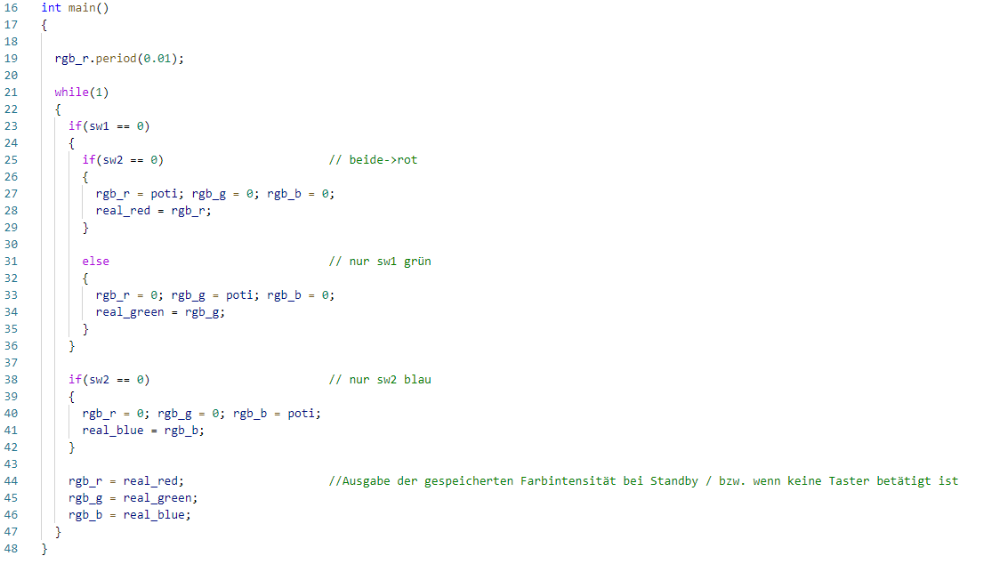 16 int main()
17 {
18
19 rgb_r.period(0.01);
20
21 while(1)
22 {
23 if(sw1 == 0)
24 {
25 if(sw2 == 0) // beide->rot
26 {
27 rgb_r = poti; rgb_g = 0; rgb_b = 0;
28 real_red = rgb_r;
29 }
30
31 else // nur sw1 grün
32 {
33 rgb_r = 0; rgb_g = poti; rgb_b = 0;
34 real_green = rgb_g;
35 }
36 }
37
38 if(sw2 == 0) // nur sw2 blau
39 {
40 rgb_r = 0; rgb_g = 0; rgb_b = poti;
41 real_blue = rgb_b;
42 }
43
44 rgb_r = real_red; //Ausgabe der gespeicherten Farbintensität bei Standby / bzw. wenn keine Taster betätigt ist
45 rgb_g = real_green;
46 rgb_b = real_blue;
47 }
48 }